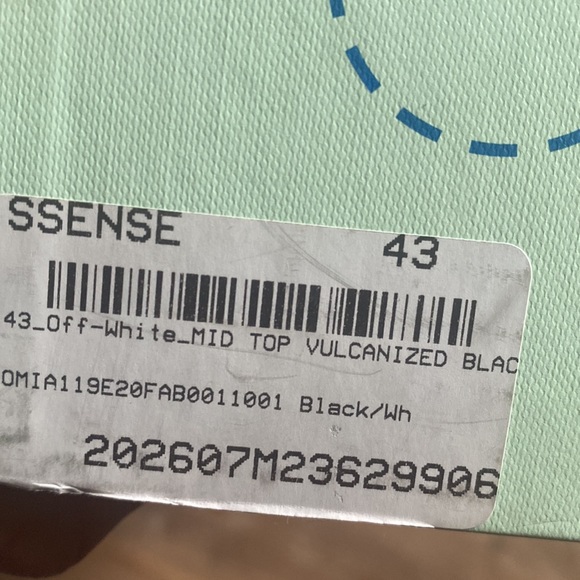 SSENSE 43
43_Off-White_MID TOP VULCANIZED BLAC
OMIA119E20FAB0011001 Black/Wh
202607M23629906